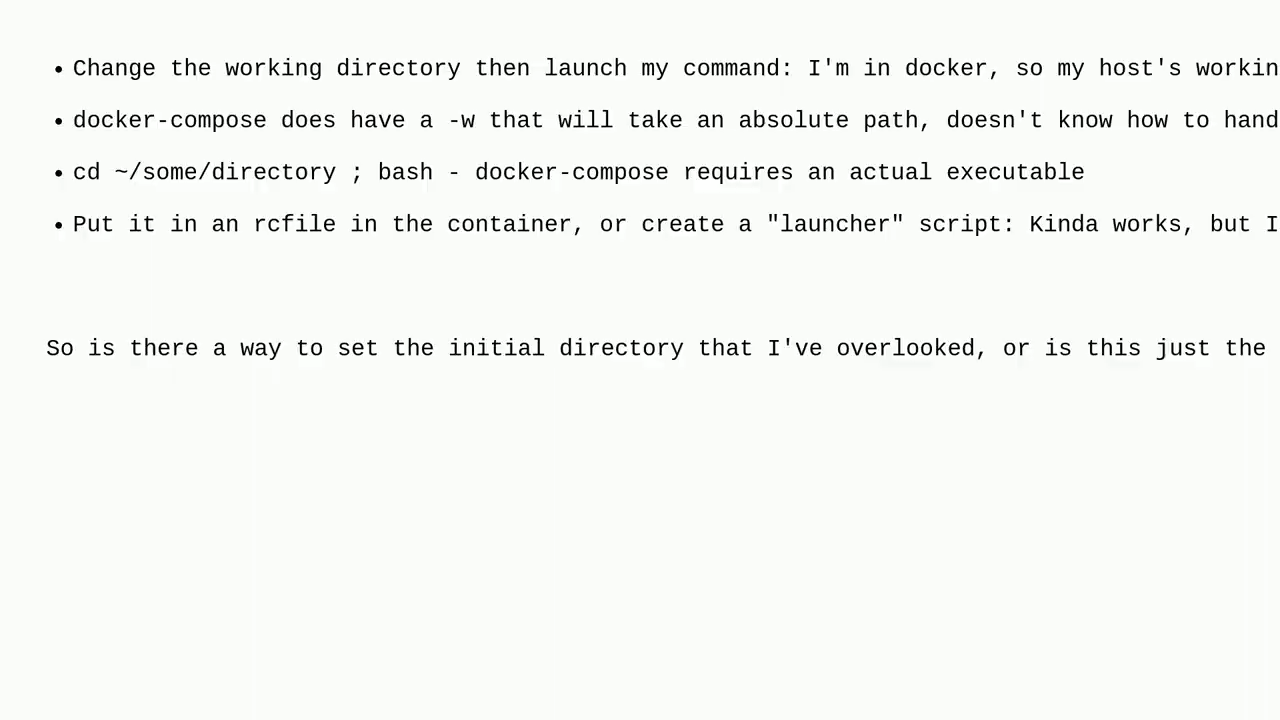 • Change the working directory then launch my command: I'm in docker, so my host's workin
• docker-compose does have a -w that will take an absolute path, doesn't know how to hand
• cd ~/some/directory ; bash - docker-compose requires an actual executable
• Put it in an rcfile in the container, or create a "launcher" script: Kinda works, but I
So is there a way to set the initial directory that I've overlooked, or is this just the